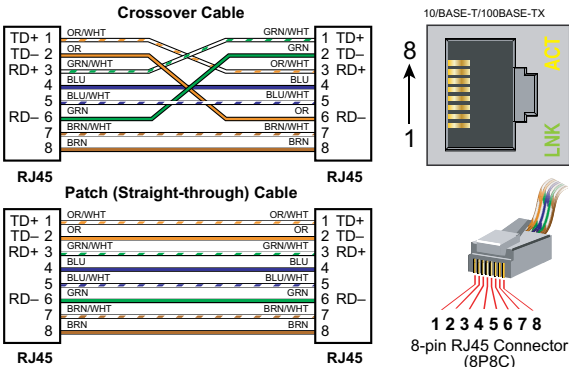 Crossover Cable
TD+ 1 OR/WHT GRN/WHT 1 TD+
TD– 2 OR GRN 2 TD–
RD+ 3 GRN/WHT OR/WHT 3 RD+
4 BLU BLU 4
5 BLU/WHT BLU/WHT 5
RD– 6 GRN OR 6 RD–
7 BRN/WHT BRN/WHT 7
8 BRN BRN 8
RJ45 RJ45
10/BASE-T/100BASE-TX
8
1
ACT
LNK
Patch (Straight-through) Cable
TD+ 1 OR/WHT OR/WHT 1 TD+
TD– 2 OR OR 2 TD–
RD+ 3 GRN/WHT GRN/WHT 3 RD+
4 BLU BLU 4
5 BLU/WHT BLU/WHT 5
RD– 6 GRN GRN 6 RD–
7 BRN/WHT BRN/WHT 7
8 BRN BRN 8
RJ45 RJ45
1 2 3 4 5 6 7 8
8-pin RJ45 Connector
(8P8C)